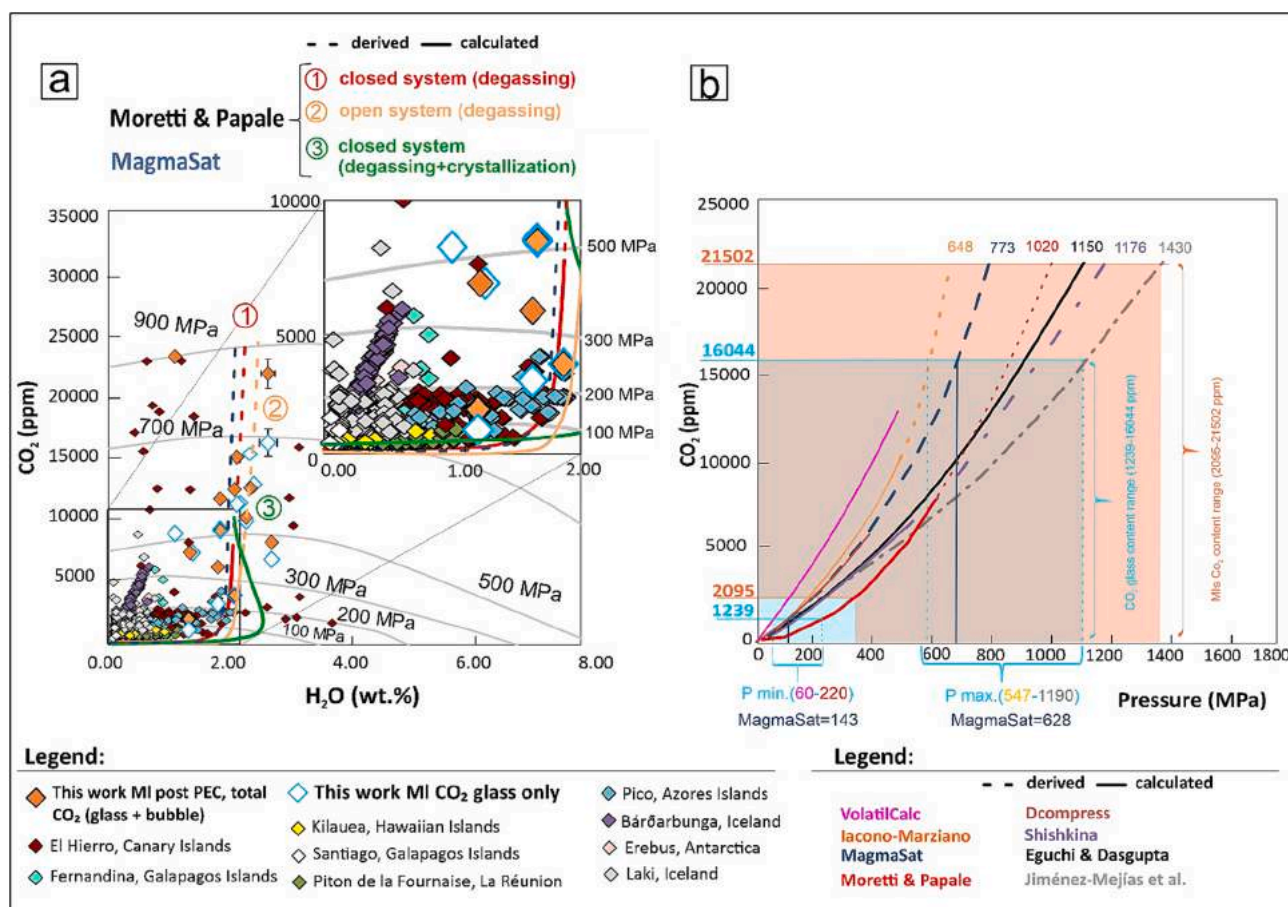 a
derived calculated
Moretti & Papale
MagmaSat
1 closed system (degassing)
2 open system (degassing)
3 closed system
(degassing+crystallization)
35000
30000
25000
20000
15000
10000
5000
0
CO₂ (ppm)
0.00 2.00 4.00 6.00 8.00
H₂O (wt.%)
900 MPa
700 MPa
500 MPa
300 MPa
200 MPa
100 MPa
1
2
3
10000
5000
0
0.00 1.00 2.00
500 MPa
300 MPa
200 MPa
100 MPa
b
25000
21502
20000
16044
15000
10000
5000
2095
1239
0
CO₂ (ppm)
648 773 1020 1150 1176 1430
CO₂ glass content range (1239-16044 ppm)
MIs Co₂ content range (2095-21502 ppm)
0 200 400 600 800 1000 1200 1400 1600 1800
P min.(60-220)
MagmaSat=143
P max.(547-1190)
MagmaSat=628
Pressure (MPa)
Legend:
This work MI post PEC, total
CO₂ (glass + bubble)
El Hierro, Canary Islands
Fernandina, Galapagos Islands
This work MI CO₂ glass only
Kilauea, Hawaiian Islands
Santiago, Galapagos Islands
Piton de la Fournaise, La Réunion
Pico, Azores Islands
Bárðarbunga, Iceland
Erebus, Antarctica
Laki, Iceland
Legend:
derived calculated
VolatilCalc
Iacono-Marziano
MagmaSat
Moretti & Papale
Dcompress
Shishkina
Eguchi & Dasgupta
Jiménez-Mejías et al.